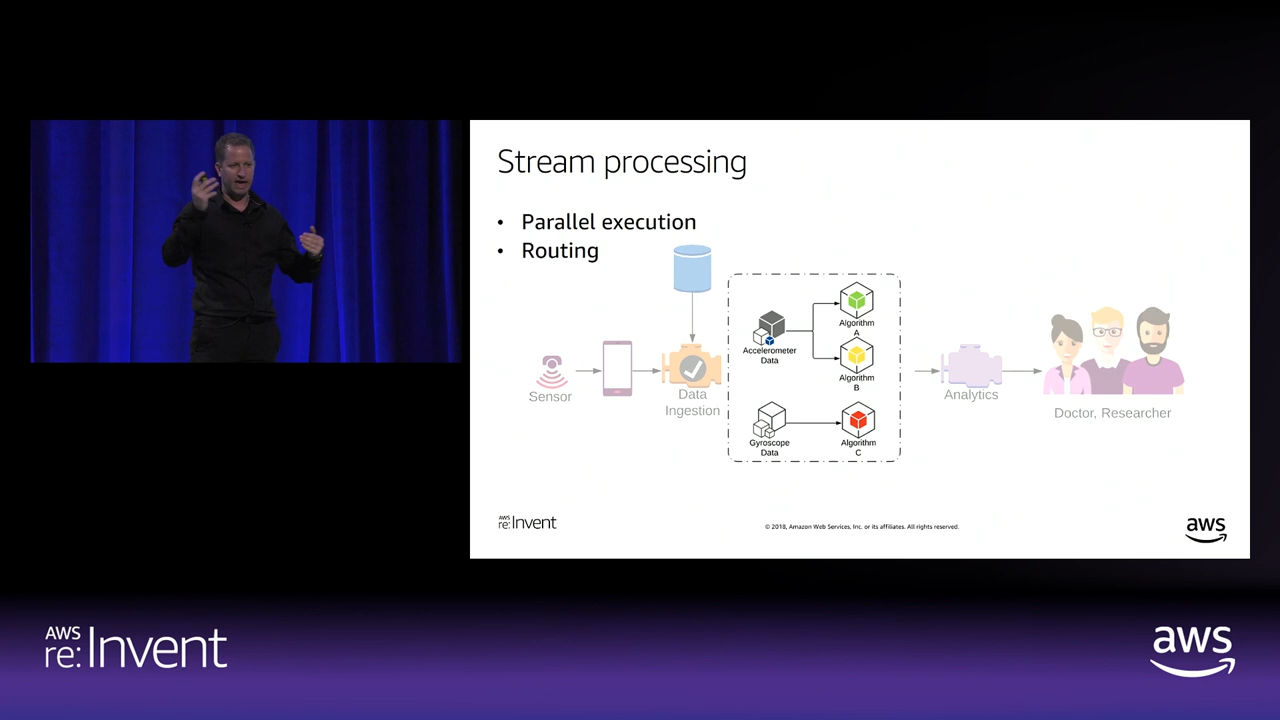 Stream processing
• Parallel execution
• Routing
Sensor
Data
Ingestion
Accelerometer
Data
Algorithm
A
Algorithm
B
Gyroscope
Data
Algorithm
C
Analytics
Doctor, Researcher
AWS
re:Invent
© 2018, Amazon Web Services, Inc. or its affiliates. All rights reserved.
aws
AWS
re:Invent
aws